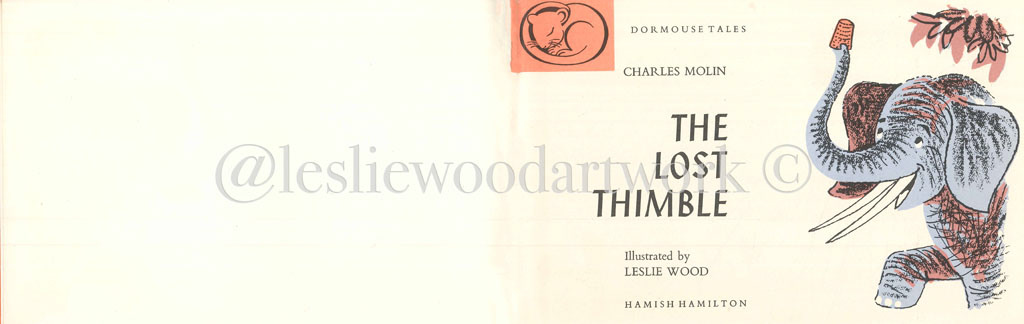 DORMOUSE TALES
CHARLES MOLIN
THE
LOST
THIMBLE
@lesliewoodartwork ©
Illustrated by
LESLIE WOOD
HAMISH HAMILTON